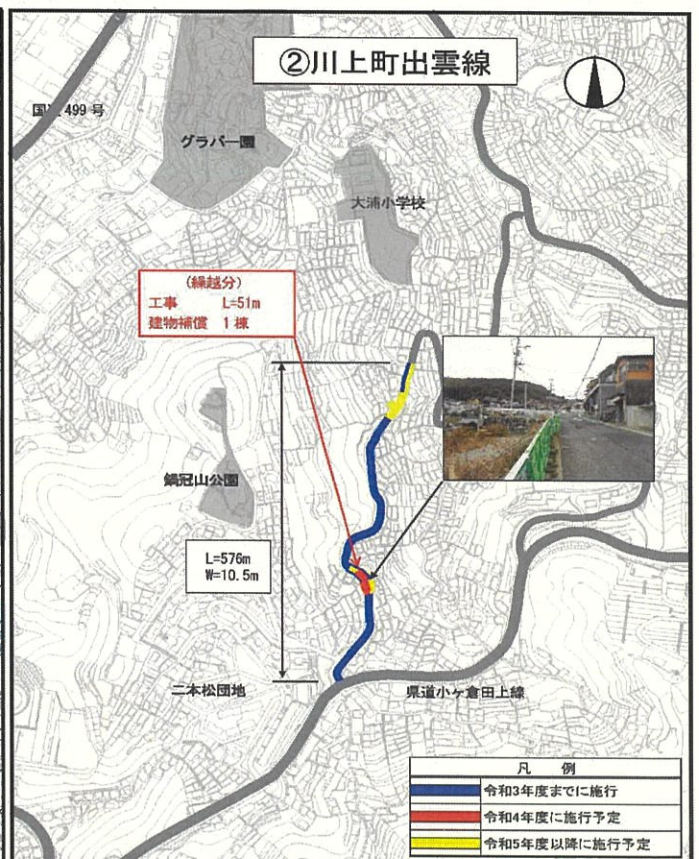 ②川上町出雲線
国道499号
グラバー園
大浦小学校
(繰越分)
工事 L=51m
建物補償 1棟
鍋冠山公園
L=576m
W=10.5m
二本松団地
県道小ヶ倉田上線
凡 例
令和3年度までに施行
令和4年度に施行予定
令和5年度以降に施行予定